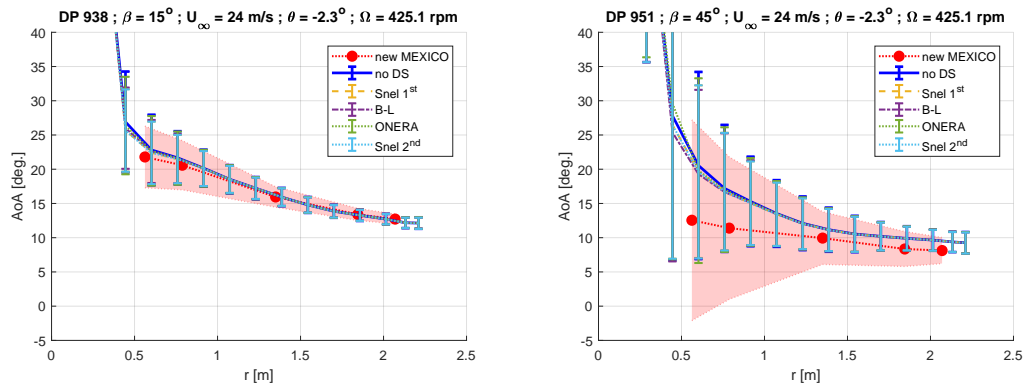 DP 938 ; β = 15° ; U∞ = 24 m/s ; θ = -2.3° ; Ω = 425.1 rpm
40
35
30
25
20
15
10
5
0
-5
AoA [deg.]
new MEXICO
no DS
Snel 1st
B-L
ONERA
Snel 2nd
0
0.5
1
1.5
2
2.5
r [m]
DP 951 ; β = 45° ; U∞ = 24 m/s ; θ = -2.3° ; Ω = 425.1 rpm
40
35
30
25
20
15
10
5
0
-5
AoA [deg.]
new MEXICO
no DS
Snel 1st
B-L
ONERA
Snel 2nd
0
0.5
1
1.5
2
2.5
r [m]